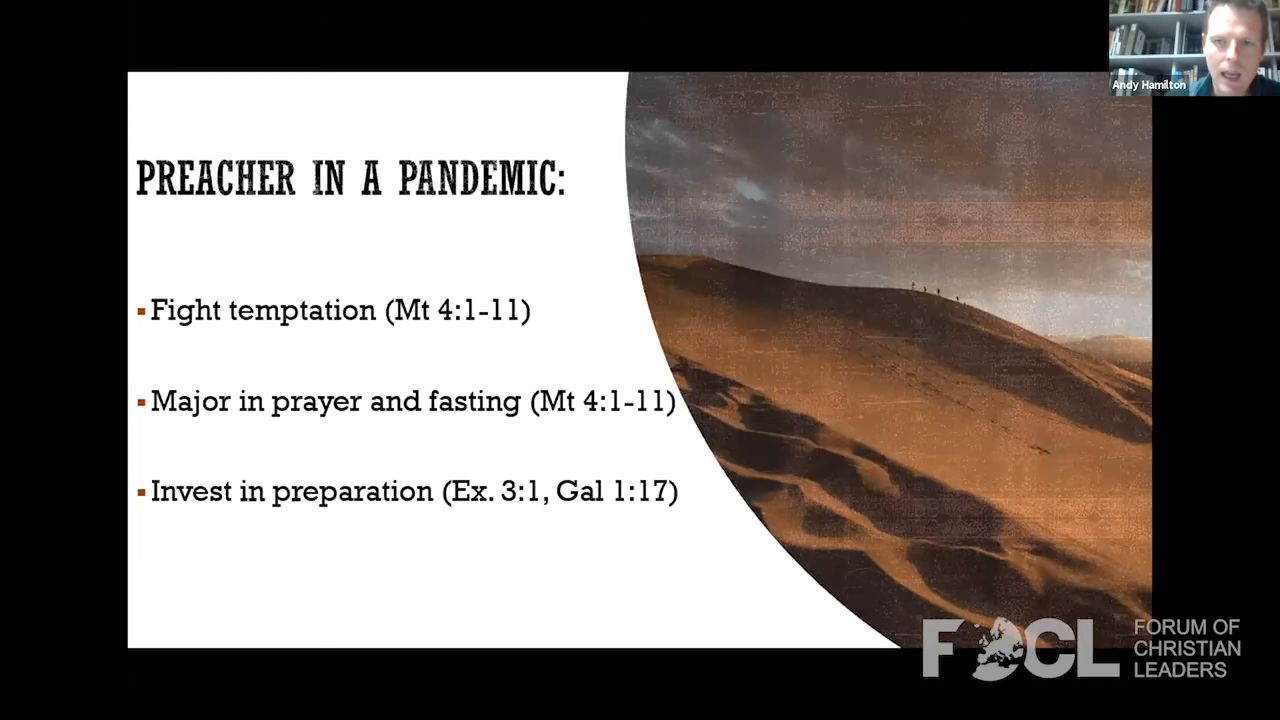 Andy Hamilton
PREACHER IN A PANDEMIC:
▪Fight temptation (Mt 4:1-11)
▪Major in prayer and fasting (Mt 4:1-11)
▪Invest in preparation (Ex. 3:1, Gal 1:17)
FOCL
FORUM OF
CHRISTIAN
LEADERS